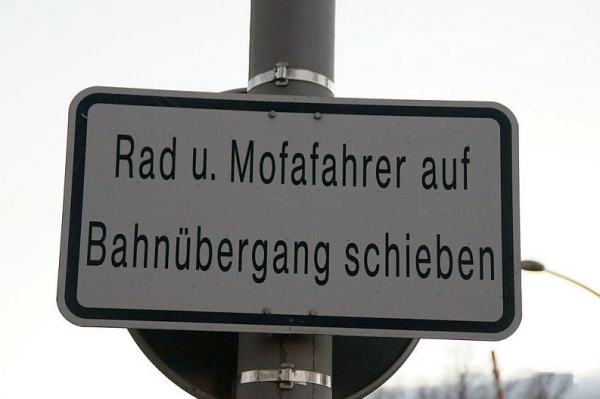 Rad u. Mofafahrer auf
Bahnübergang schieben